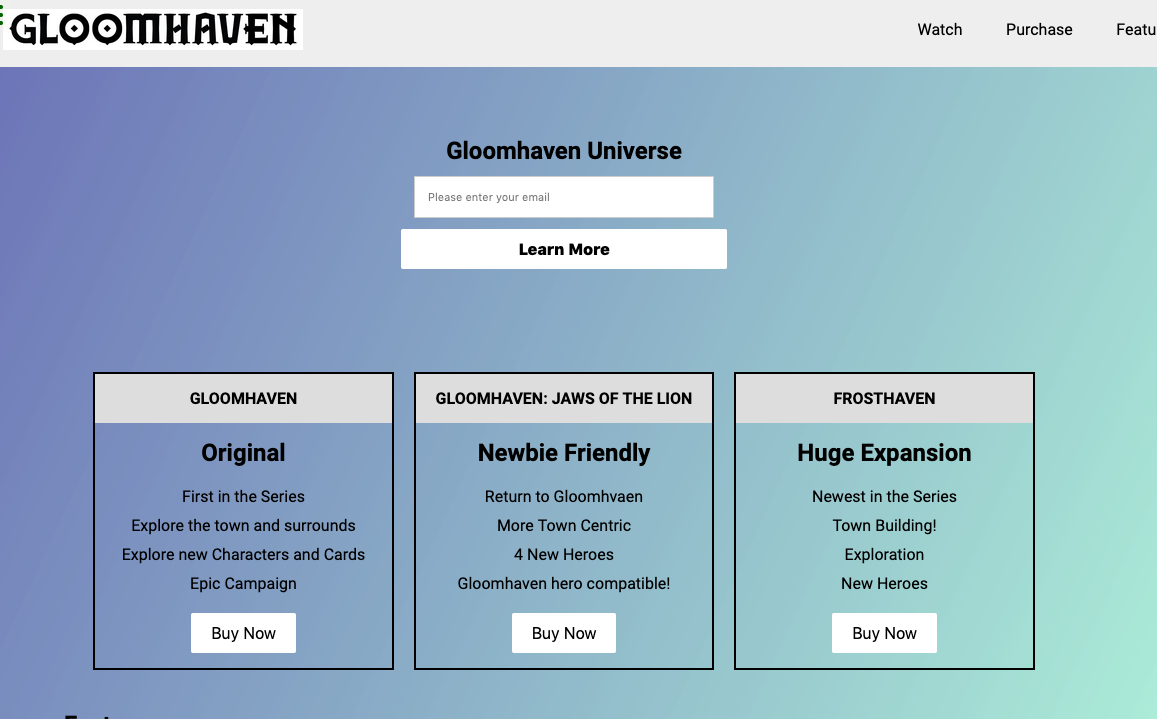 GLOOMHAVEN
Watch Purchase Featu
Gloomhaven Universe
Please enter your email
Learn More
GLOOMHAVEN
Original
First in the Series
Explore the town and surrounds
Explore new Characters and Cards
Epic Campaign
Buy Now
GLOOMHAVEN: JAWS OF THE LION
Newbie Friendly
Return to Gloomhvaen
More Town Centric
4 New Heroes
Gloomhaven hero compatible!
Buy Now
FROSTHAVEN
Huge Expansion
Newest in the Series
Town Building!
Exploration
New Heroes
Buy Now